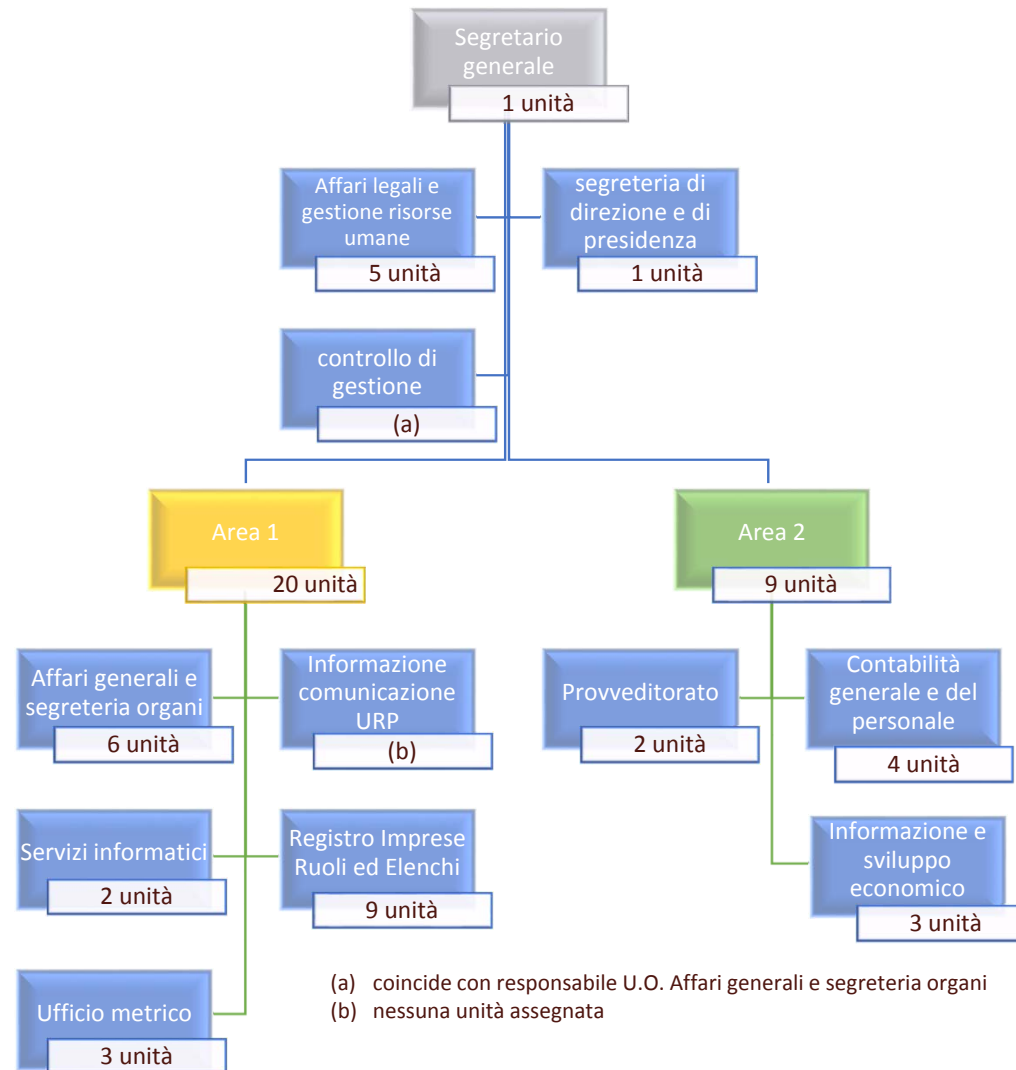 Segretario
generale
1 unità
Affari legali e
gestione risorse
umane
5 unità
segreteria di
direzione e di
presidenza
1 unità
controllo di
gestione
(a)
Area 1
20 unità
Area 2
9 unità
Affari generali e
segreteria organi
6 unità
Informazione
comunicazione
URP
(b)
Provveditorato
2 unità
Contabilità
generale e del
personale
4 unità
Servizi informatici
2 unità
Registro Imprese
Ruoli ed Elenchi
9 unità
Informazione e
sviluppo
economico
3 unità
Ufficio metrico
3 unità
(a) coincide con responsabile U.O. Affari generali e segreteria organi
(b) nessuna unità assegnata